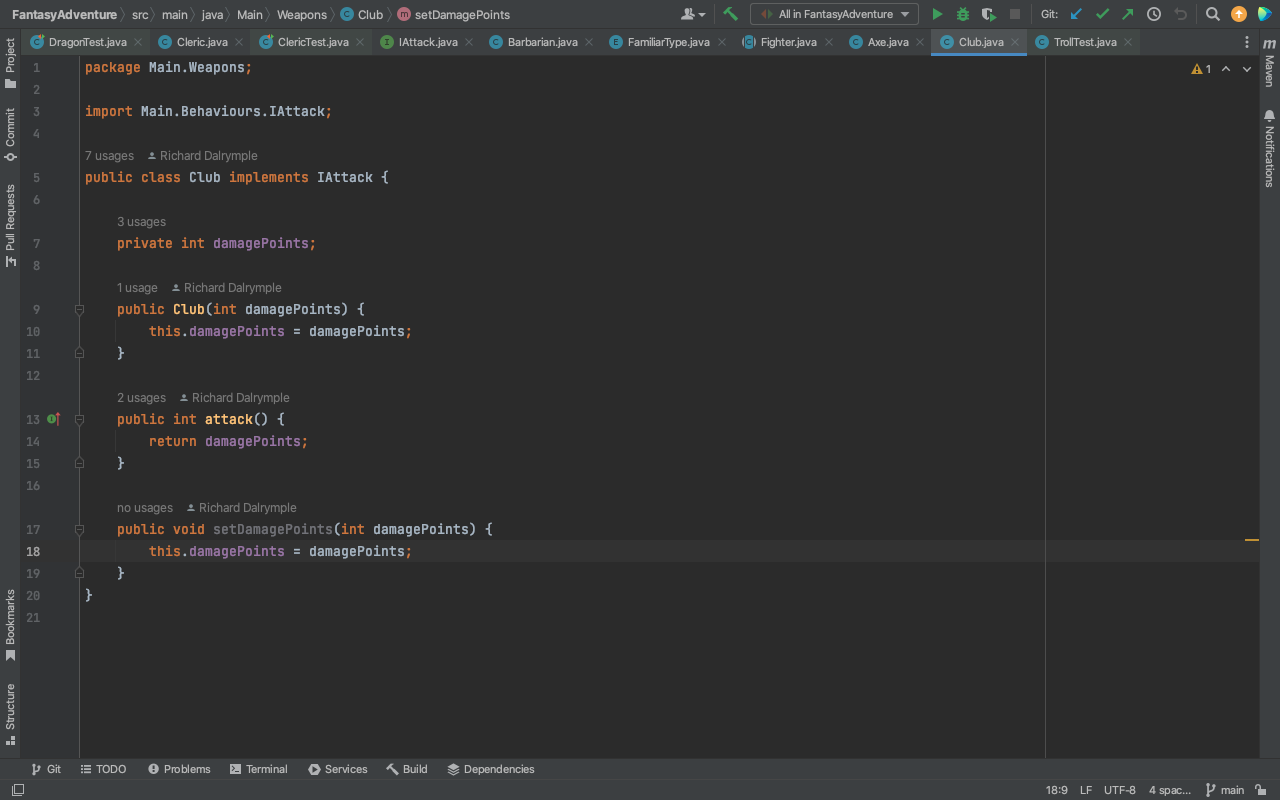 FantasyAdventure src main java Main Weapons Club setDamagePoints All in FantasyAdventure Git:
DragonTest.java Cleric.java ClericTest.java IAttack.java Barbarian.java FamiliarType.java Fighter.java Axe.java Club.java TrollTest.java
Project
Commit
Pull Requests
Bookmarks
Structure
1 package Main.Weapons;
2
3 import Main.Behaviours.IAttack;
4
7 usages Richard Dalrymple
5 public class Club implements IAttack {
6
3 usages
7 private int damagePoints;
8
1 usage Richard Dalrymple
9 public Club(int damagePoints) {
10 this.damagePoints = damagePoints;
11 }
12
2 usages Richard Dalrymple
13 public int attack() {
14 return damagePoints;
15 }
16
no usages Richard Dalrymple
17 public void setDamagePoints(int damagePoints) {
18 this.damagePoints = damagePoints;
19 }
20 }
21
1
m
Maven
Notifications
Git TODO Problems Terminal Services Build Dependencies
18:9 LF UTF-8 4 spac... main